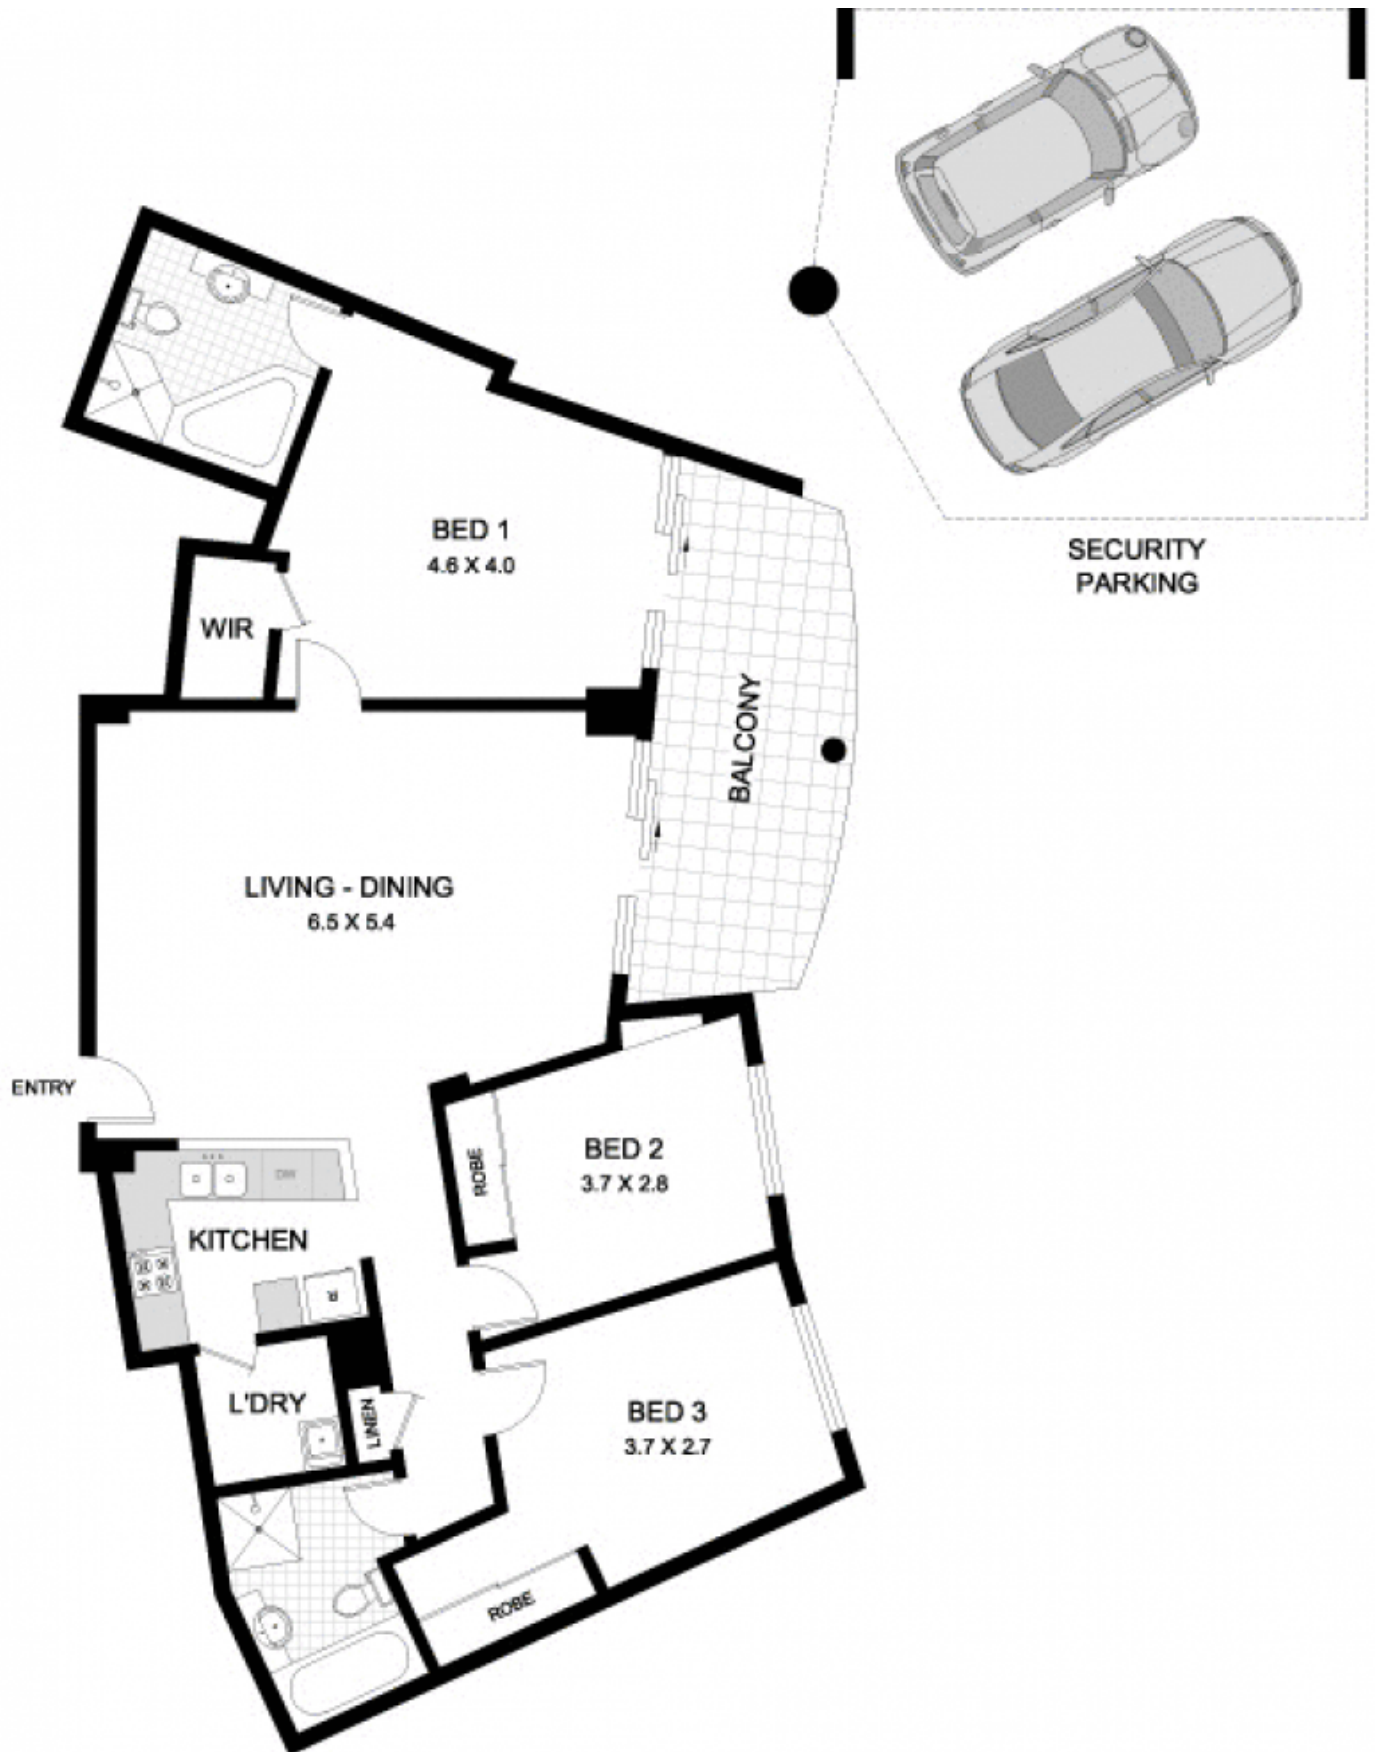 SECURITY
PARKING
BED 1
4.6 X 4.0
WIR
BALCONY
LIVING - DINING
6.5 X 5.4
ENTRY
BED 2
3.7 X 2.8
ROBE
DW
KITCHEN
R
L'DRY
LINEN
BED 3
3.7 X 2.7
ROBE